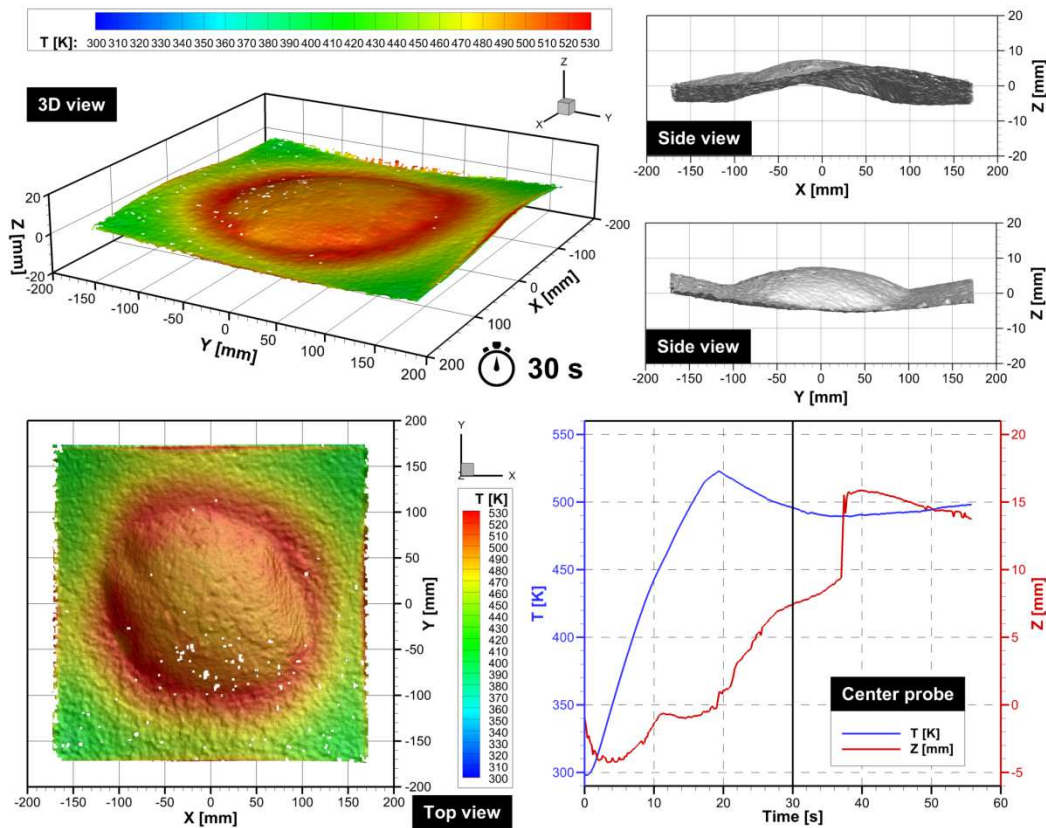 T [K]: 300 310 320 330 340 350 360 370 380 390 400 410 420 430 440 450 460 470 480 490 500 510 520 530
3D view
Z
X
Y
20
0
-20
Z [mm]
-200
-150
-100
-50
0
50
100
150
200
Y [mm]
-200
-100
0
100
200
X [mm]
30 s
20
10
0
-10
-20
Z [mm]
Side view
-200 -150 -100 -50 0 50 100 150 200
X [mm]
20
10
0
-10
-20
Z [mm]
Side view
-200 -150 -100 -50 0 50 100 150 200
Y [mm]
200
150
100
50
0
-50
-100
-150
-200
Y [mm]
-200 -150 -100 -50 0 50 100 150 200
X [mm]
Top view
Y
Z
X
T [K]
530
520
510
500
490
480
470
460
450
440
430
420
410
400
390
380
370
360
350
340
330
320
310
300
550
500
450
400
350
300
T [K]
20
15
10
5
0
-5
Z [mm]
Center probe
T [K]
Z [mm]
0 10 20 30 40 50 60
Time [s]